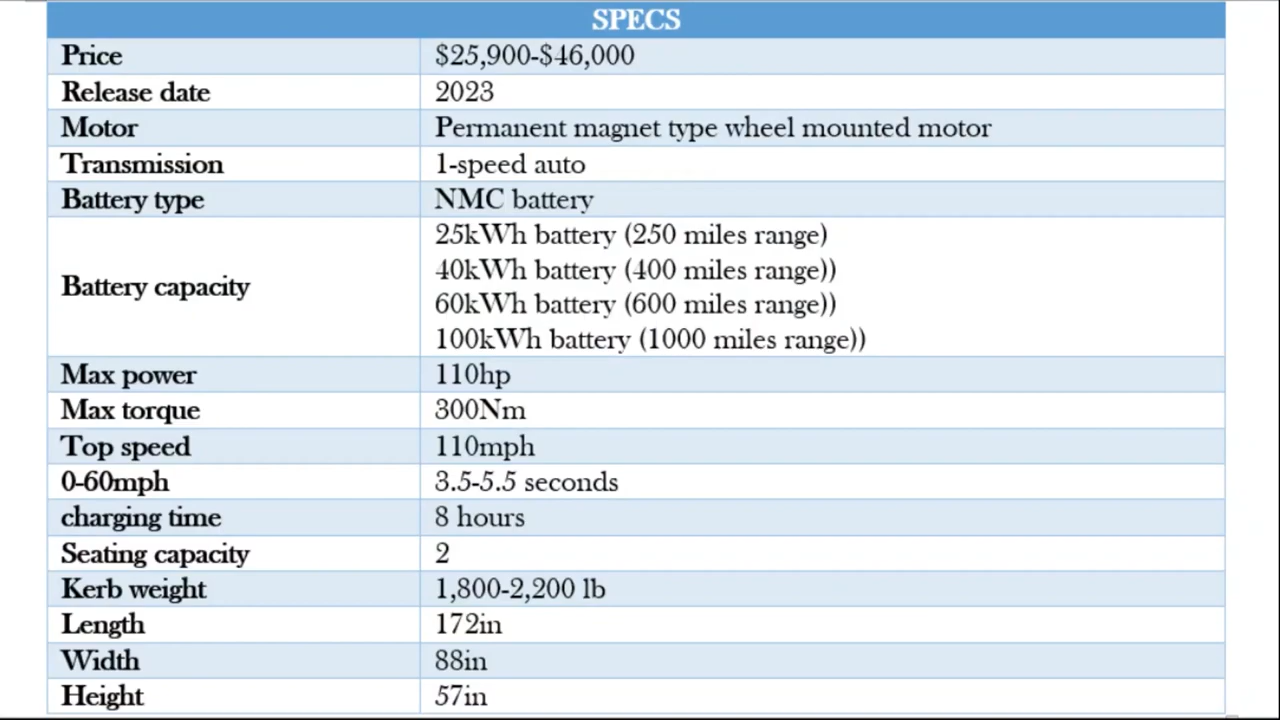 SPECS
Price $25,900-$46,000
Release date 2023
Motor Permanent magnet type wheel mounted motor
Transmission 1-speed auto
Battery type NMC battery
Battery capacity 25kWh battery (250 miles range)
40kWh battery (400 miles range))
60kWh battery (600 miles range))
100kWh battery (1000 miles range))
Max power 110hp
Max torque 300Nm
Top speed 110mph
0-60mph 3.5-5.5 seconds
charging time 8 hours
Seating capacity 2
Kerb weight 1,800-2,200 lb
Length 172in
Width 88in
Height 57in